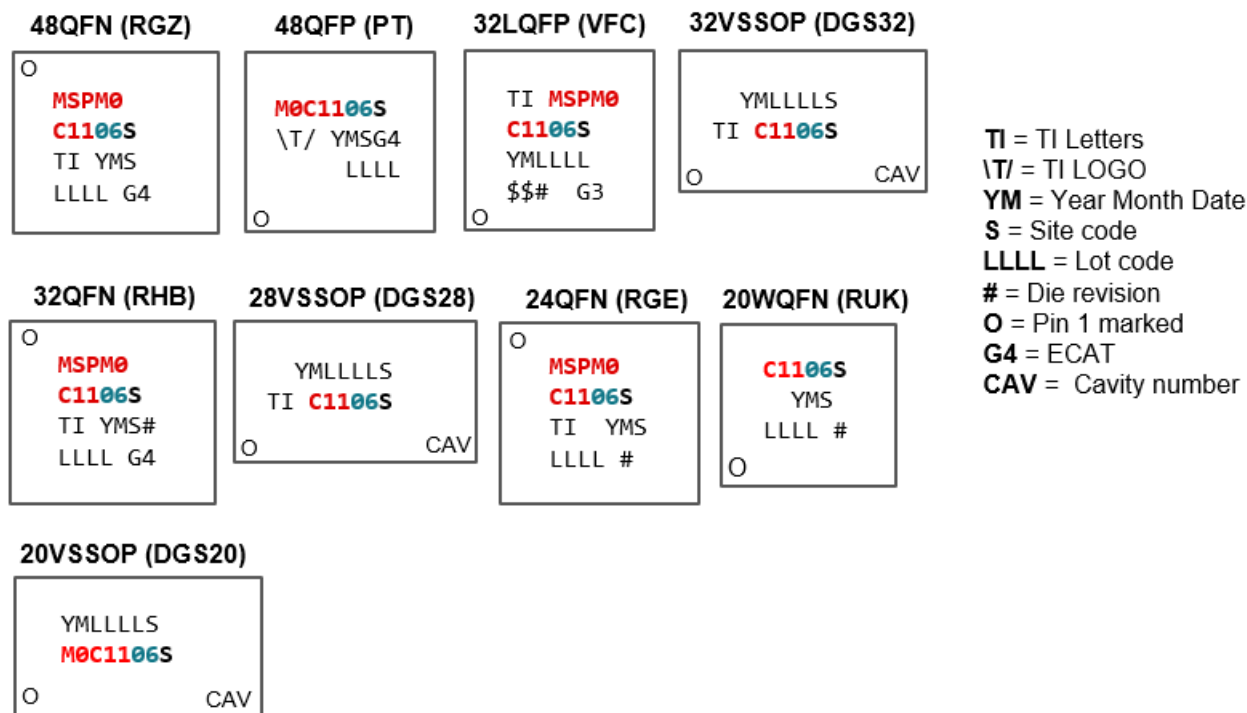 48QFN (RGZ)
O
MSPM0
C1106S
TI YMS
LLLL G4
48QFP (PT)
M0C1106S
\T/ YMSG4
LLLL
O
32LQFP (VFC)
TI MSPM0
C1106S
YMLLLL
$$# G3
O
32VSSOP (DGS32)
YMLLLLS
TI C1106S
O CAV
TI = TI Letters
\T/ = TI LOGO
YM = Year Month Date
S = Site code
LLLL = Lot code
# = Die revision
O = Pin 1 marked
G4 = ECAT
CAV = Cavity number
32QFN (RHB)
O
MSPM0
C1106S
TI YMS#
LLLL G4
28VSSOP (DGS28)
YMLLLLS
TI C1106S
O CAV
24QFN (RGE)
O
MSPM0
C1106S
TI YMS
LLLL #
20WQFN (RUK)
C1106S
YMS
LLLL #
O
20VSSOP (DGS20)
YMLLLLS
M0C1106S
O CAV